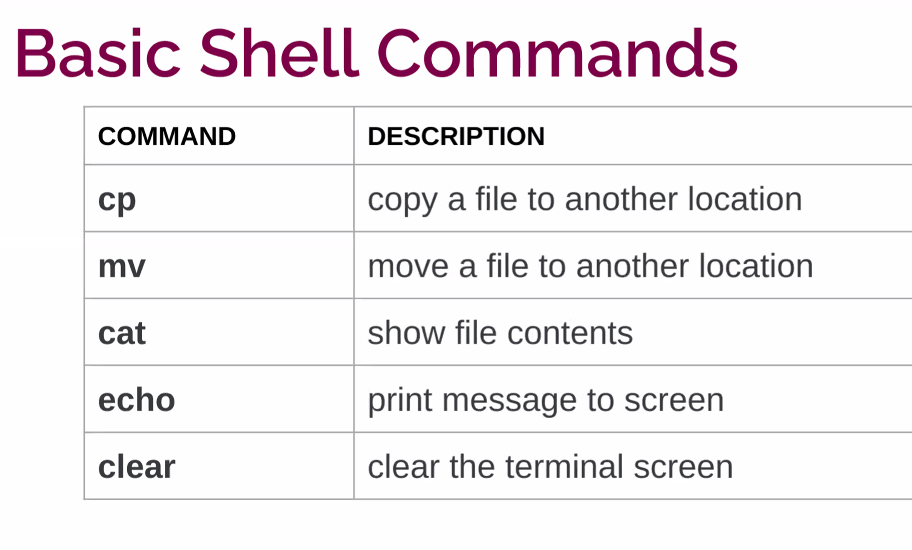 Basic Shell Commands
COMMAND DESCRIPTION
cp copy a file to another location
mv move a file to another location
cat show file contents
echo print message to screen
clear clear the terminal screen